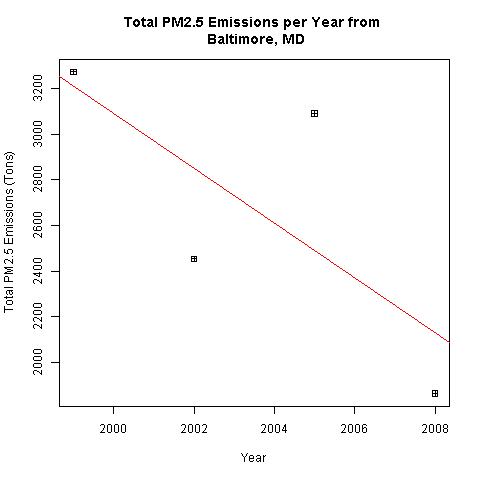 Total PM2.5 Emissions per Year from
Baltimore, MD
Total PM2.5 Emissions (Tons)
3200
3000
2800
2600
2400
2200
2000
2000 2002 2004 2006 2008
Year